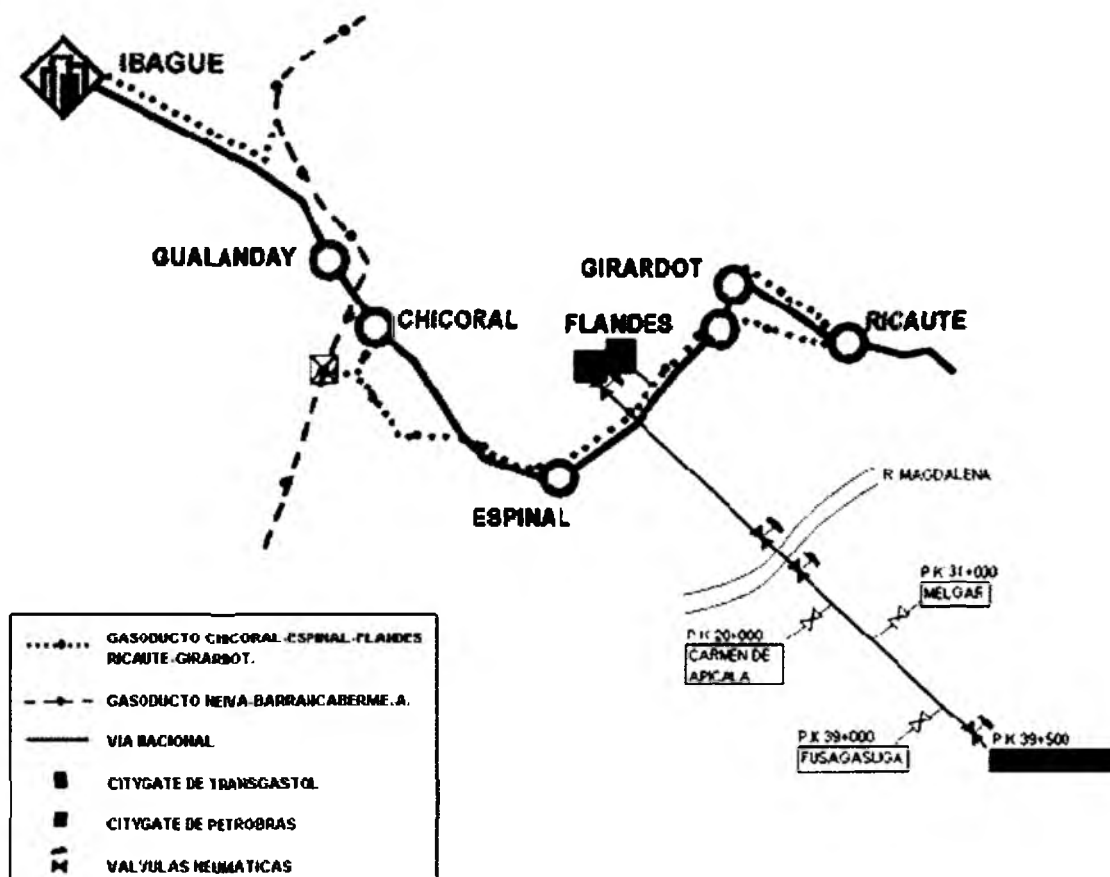 IBAGUE
GUALANDAY
CHICORAL
GIRARDOT
FLANDES
RICAUTE
ESPINAL
R MAGDALENA
P K 31+000
MELGAR
P K 20+000
CARMEN DE
APICALA
P K 39+000
FUSAGASUGA
P K 39+500
GASODUCTO CHICORAL-ESPINAL-FLANDES
RICAUTE-GIRARDOT.
GASODUCTO NEIVA-BARRANCABERME.A.
VIA NACIONAL
CITYGATE DE TRANSGASTOL
CITYGATE DE PETROBRAS
VALVULAS NEUMATICAS